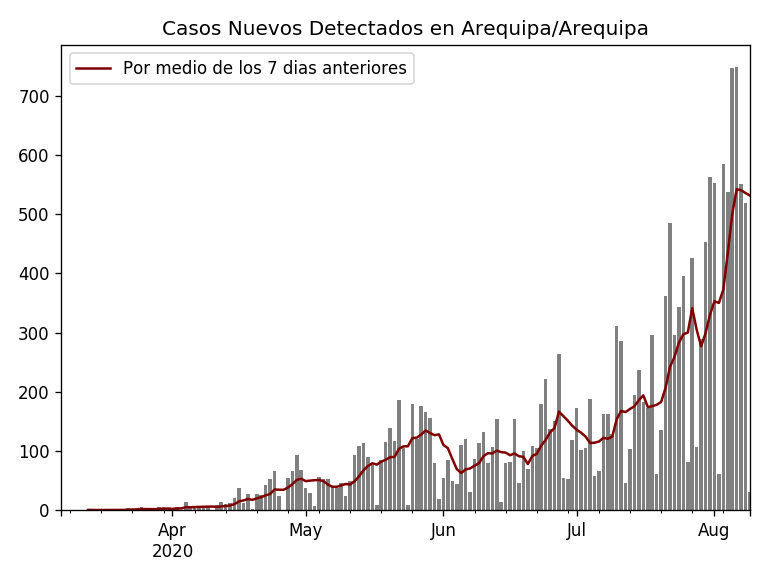 Casos Nuevos Detectados en Arequipa/Arequipa
Por medio de los 7 dias anteriores
700
600
500
400
300
200
100
0
Apr
2020
May
Jun
Jul
Aug